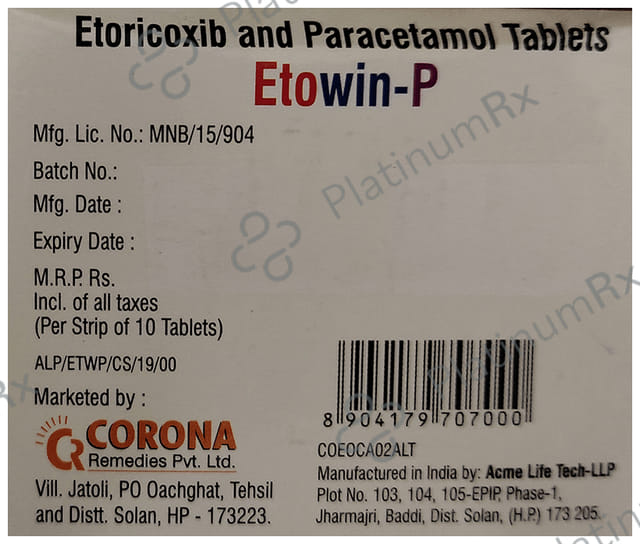 Etoricoxib and Paracetamol Tablets
Etowin-P
Mfg. Lic. No.: MNB/15/904
Batch No.:
Mfg. Date :
Expiry Date :
M.R.P. Rs.
Incl. of all taxes
(Per Strip of 10 Tablets)
ALP/ETWP/CS/19/00
Marketed by :
CORONA
Remedies Pvt. Ltd.
Vill. Jatoli, PO Oachghat, Tehsil
and Distt. Solan, HP - 173223.
8 904179 707000
COEOCA02ALT
Manufactured in India by: Acme Life Tech-LLP
Plot No. 103, 104, 105-EPIP, Phase-1,
Jharmajri, Baddi, Dist. Solan, (H.P.) 173 205.
PlatinumRx
PlatinumRx
PlatinumRx
Rx